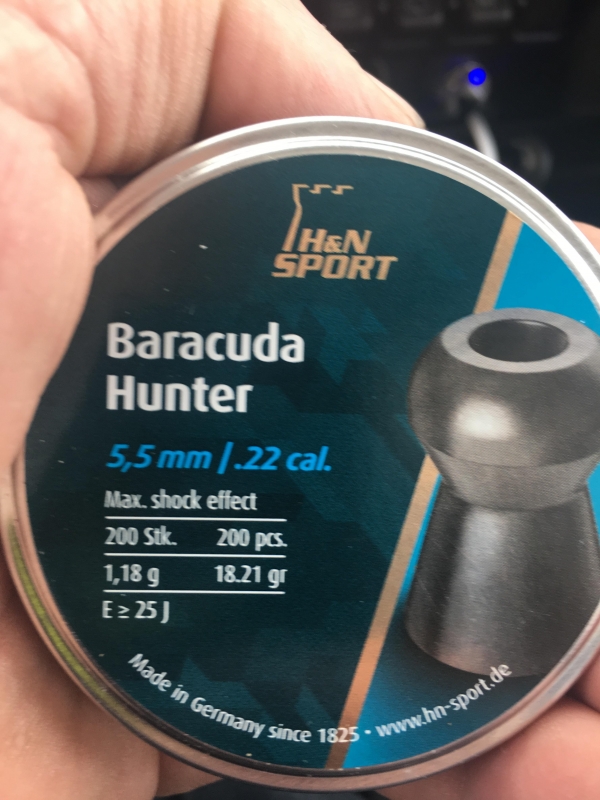 H&N
SPORT
Baracuda
Hunter
5,5 mm | .22 cal.
Max. shock effect
200 Stk. 200 pcs.
1,18 g 18.21 gr
E ≥ 25 J
Made in Germany since 1825 • www.hn-sport.de